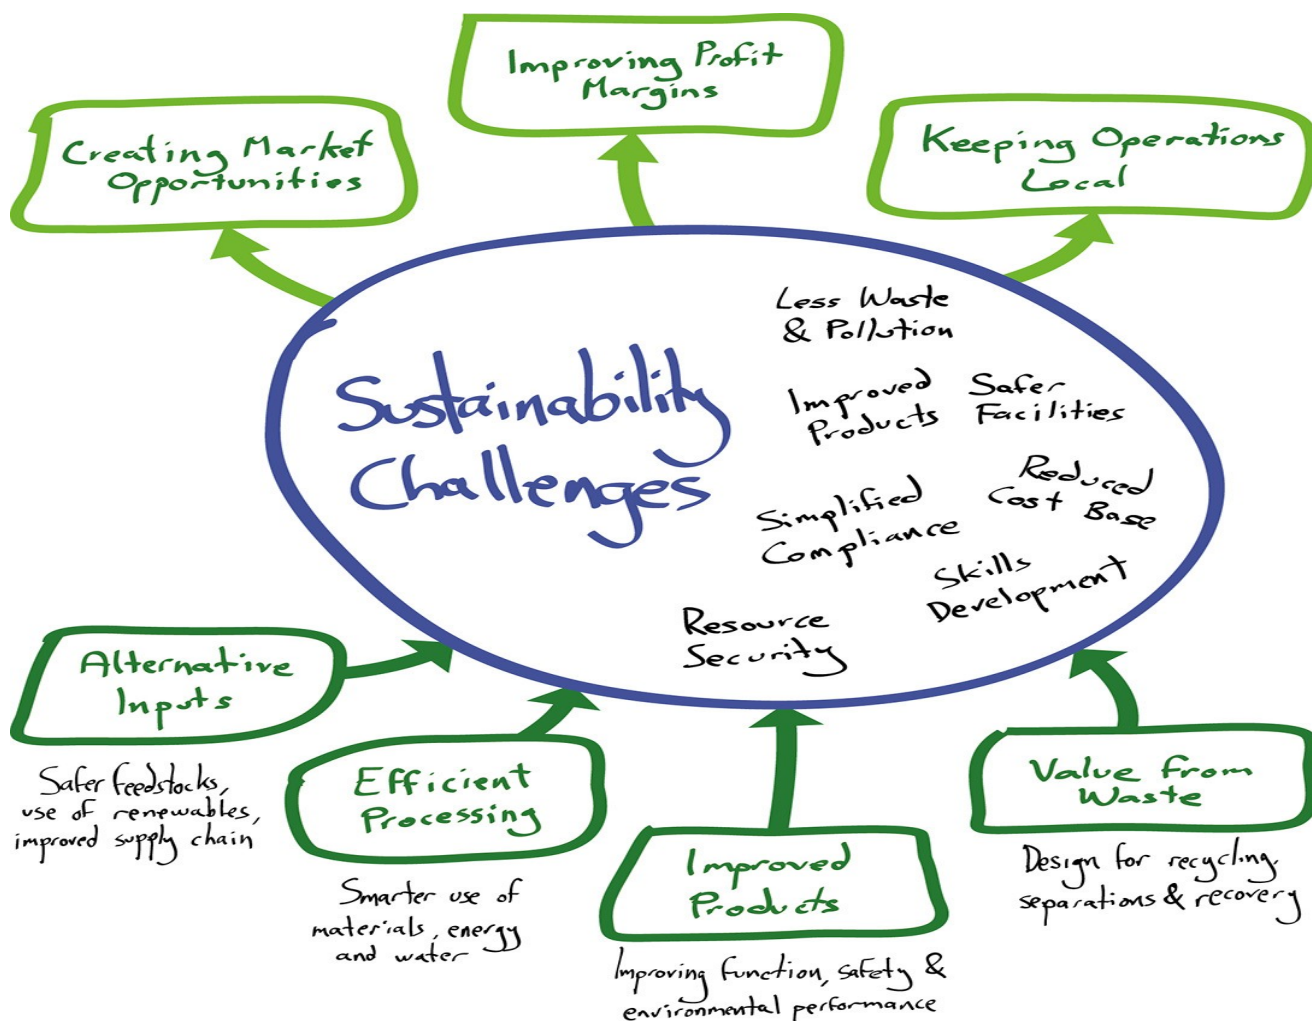 Improving Profit
Margins
Creating Market
Opportunities
Keeping Operations
Local
Sustainability
Challenges
Less Waste
& Pollution
Improved
Products
Safer
Facilities
Simplified
Compliance
Reduced
Cost Base
Skills
Development
Resource
Security
Alternative
Inputs
Safer feedstocks,
use of renewables,
improved supply chain
Efficient
Processing
Smarter use of
materials, energy
and water
Improved
Products
Improving function, safety &
environmental performance
Value from
Waste
Design for recycling,
separations & recovery